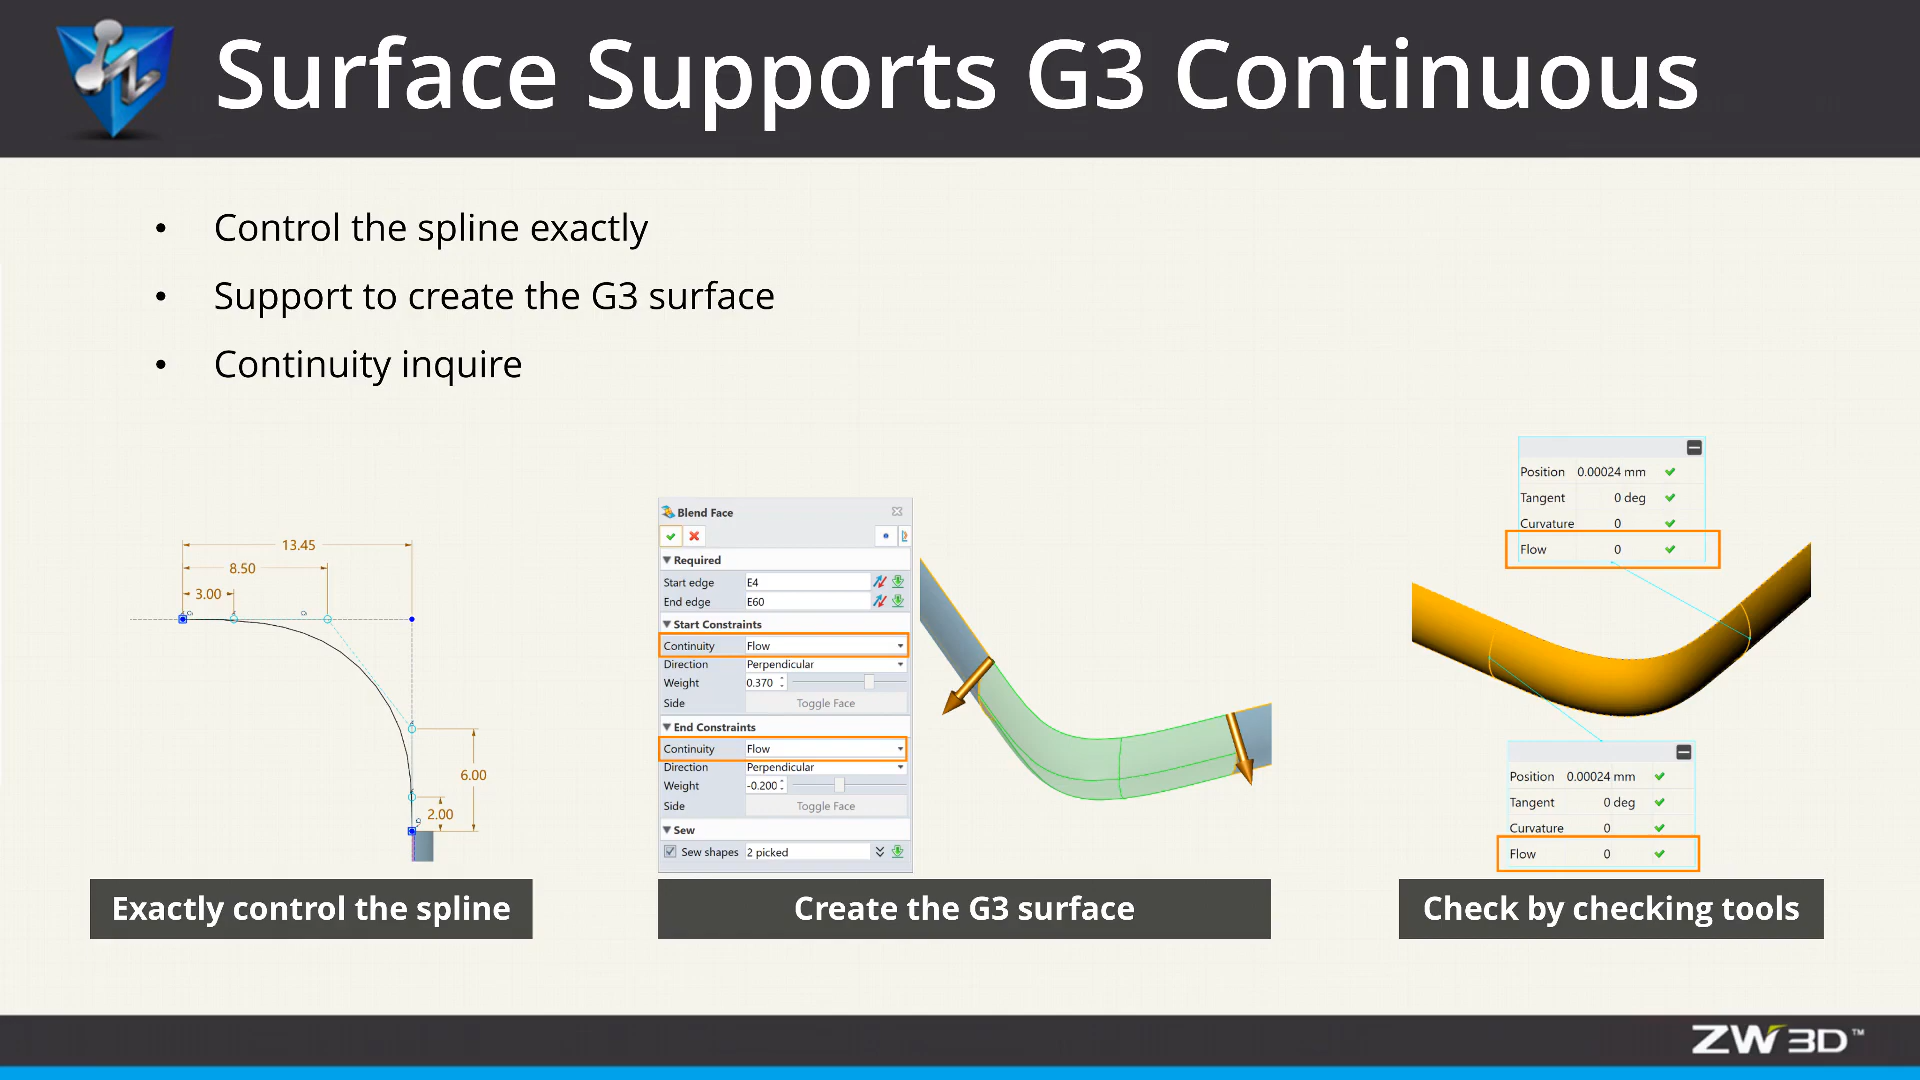 Surface Supports G3 Continuous
• Control the spline exactly
• Support to create the G3 surface
• Continuity inquire
13.45
8.50
3.00
6.00
2.00
Exactly control the spline
Blend Face
Required
Start edge E4
End edge E60
Start Constraints
Continuity Flow
Direction Perpendicular
Weight 0.370
Side Toggle Face
End Constraints
Continuity Flow
Direction Perpendicular
Weight -0.200
Side Toggle Face
Sew
Sew shapes 2 picked
Create the G3 surface
Position 0.00024 mm
Tangent 0 deg
Curvature 0
Flow 0
Position 0.00024 mm
Tangent 0 deg
Curvature 0
Flow 0
Check by checking tools
ZW3D™